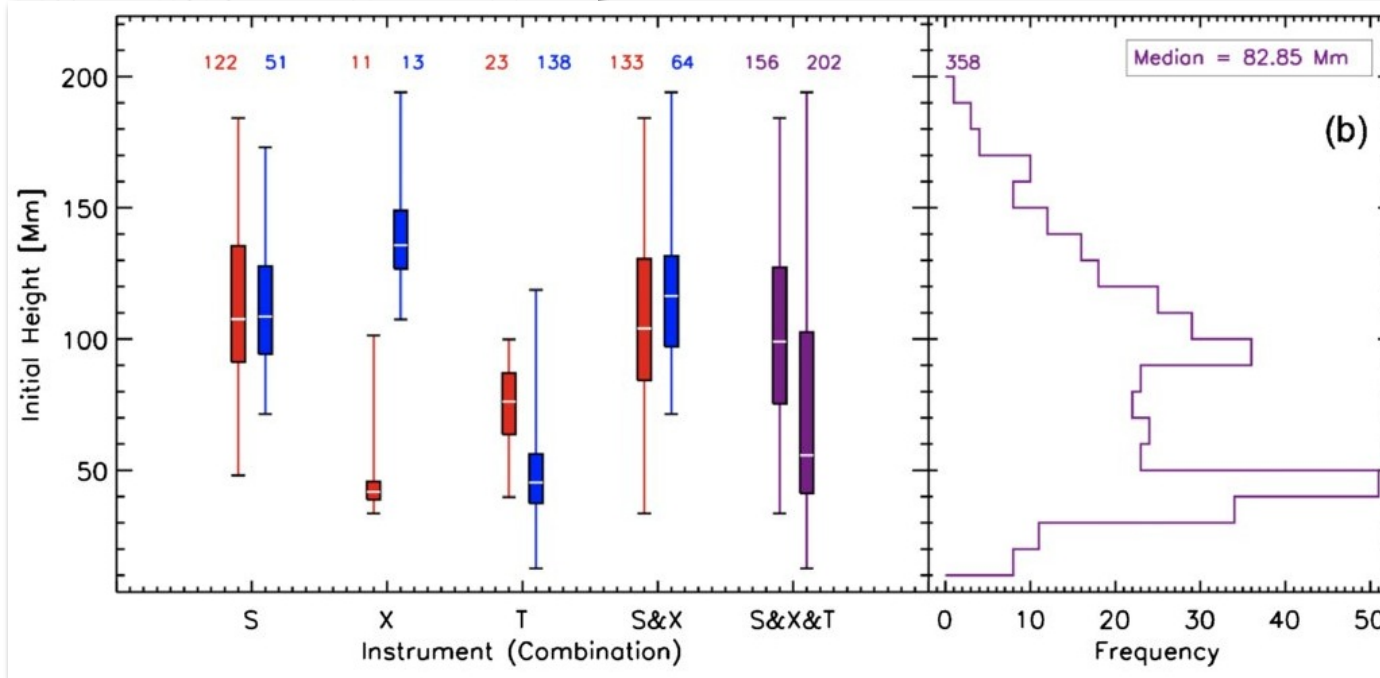 122 51 11 13 23 138 133 64 156 202
358
Median = 82.85 Mm
(b)
200
150
100
50
Initial Height [Mm]
S X T S&X S&X&T
Instrument (Combination)
0 10 20 30 40 50
Frequency